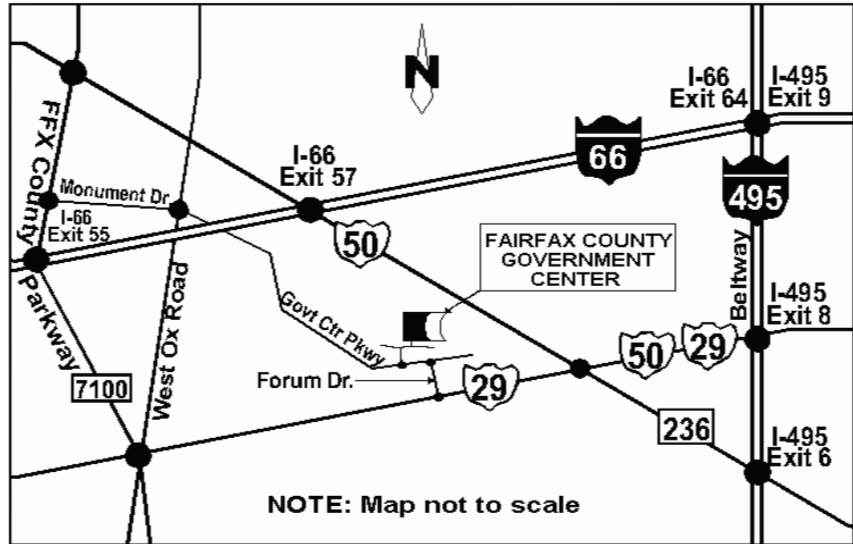 N
I-66
Exit 64
I-495
Exit 9
66
I-66
Exit 57
495
FFX County
Parkway
Monument Dr
I-66
Exit 55
50
FAIRFAX COUNTY
GOVERNMENT
CENTER
Beltway
I-495
Exit 8
Govt Ctr Pkwy
50
29
West Ox Road
7100
Forum Dr.
29
236
I-495
Exit 6
NOTE: Map not to scale